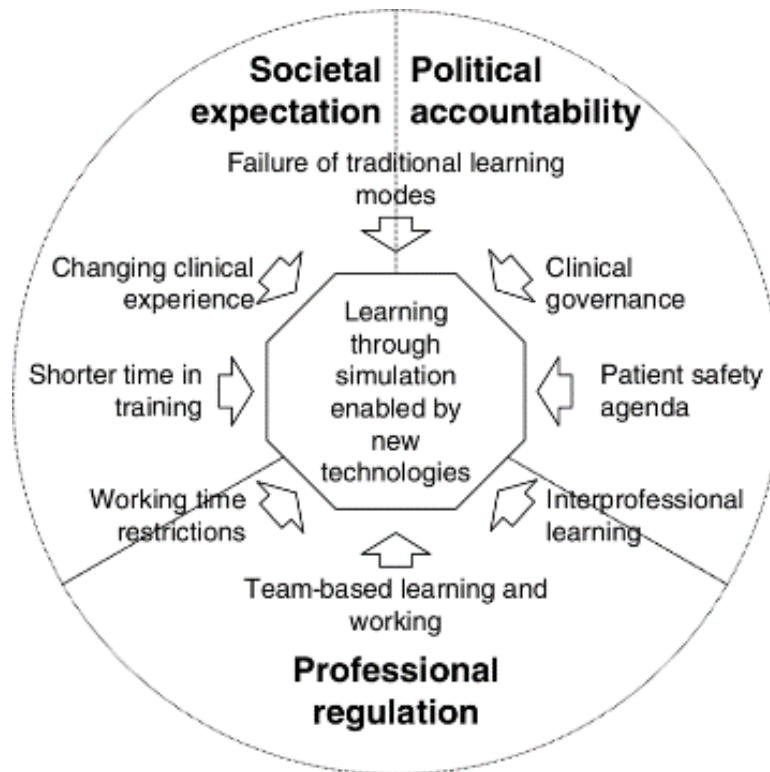 Societal
expectation
Political
accountability
Failure of traditional learning
modes
Changing clinical
experience
Clinical
governance
Learning
through
simulation
enabled by
new
technologies
Shorter time in
training
Patient safety
agenda
Working time
restrictions
Interprofessional
learning
Team-based learning and
working
Professional
regulation